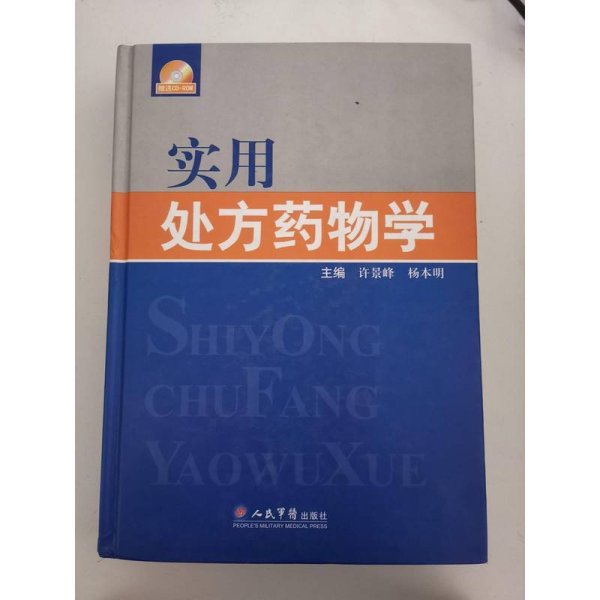 赠送CD-ROM
实用
处方药物学
主编 许景峰 杨本明
SHIYONG
CHUFANG
YAOWUXUE
人民军医出版社
PEOPLE'S MILITARY MEDICAL PRESS